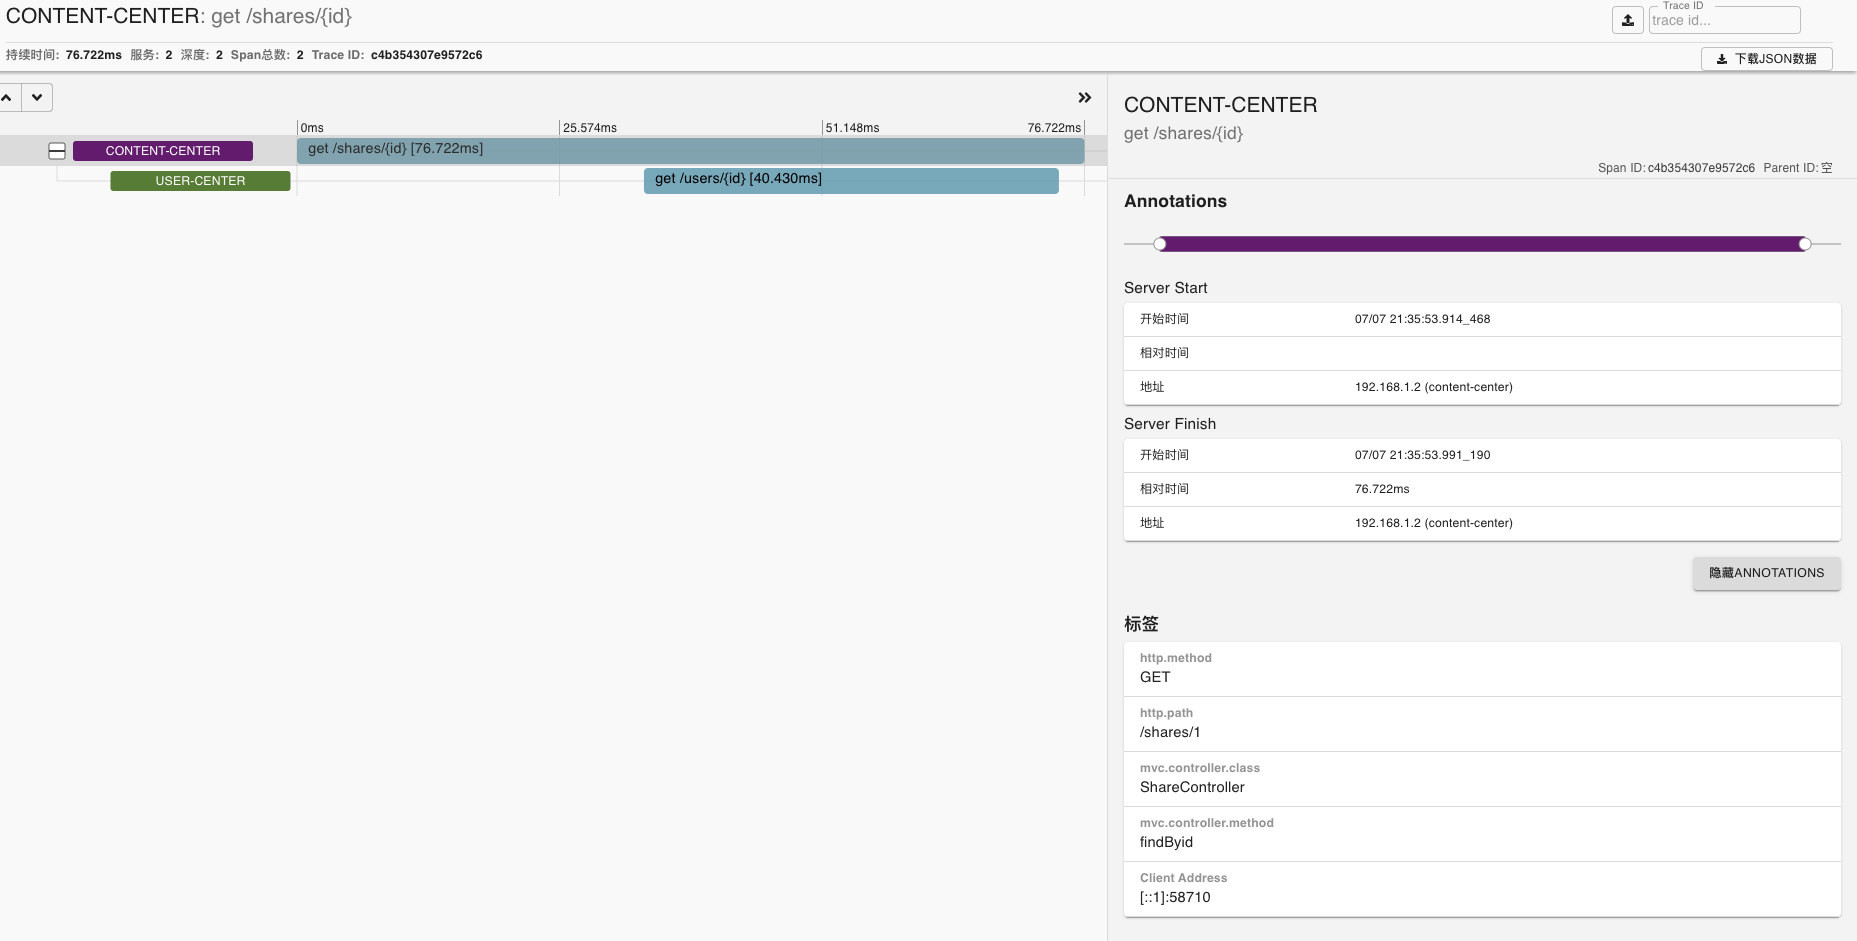 CONTENT-CENTER: get /shares/{id}
Trace ID
trace id...
持续时间: 76.722ms 服务: 2 深度: 2 Span总数: 2 Trace ID: c4b354307e9572c6
下载JSON数据
0ms 25.574ms 51.148ms 76.722ms
CONTENT-CENTER get /shares/{id} [76.722ms]
USER-CENTER get /users/{id} [40.430ms]
CONTENT-CENTER
get /shares/{id}
Span ID: c4b354307e9572c6 Parent ID: 空
Annotations
Server Start
开始时间 07/07 21:35:53.914_468
相对时间
地址 192.168.1.2 (content-center)
Server Finish
开始时间 07/07 21:35:53.991_190
相对时间 76.722ms
地址 192.168.1.2 (content-center)
隐藏ANNOTATIONS
标签
http.method
GET
http.path
/shares/1
mvc.controller.class
ShareController
mvc.controller.method
findByid
Client Address
[::1]:58710